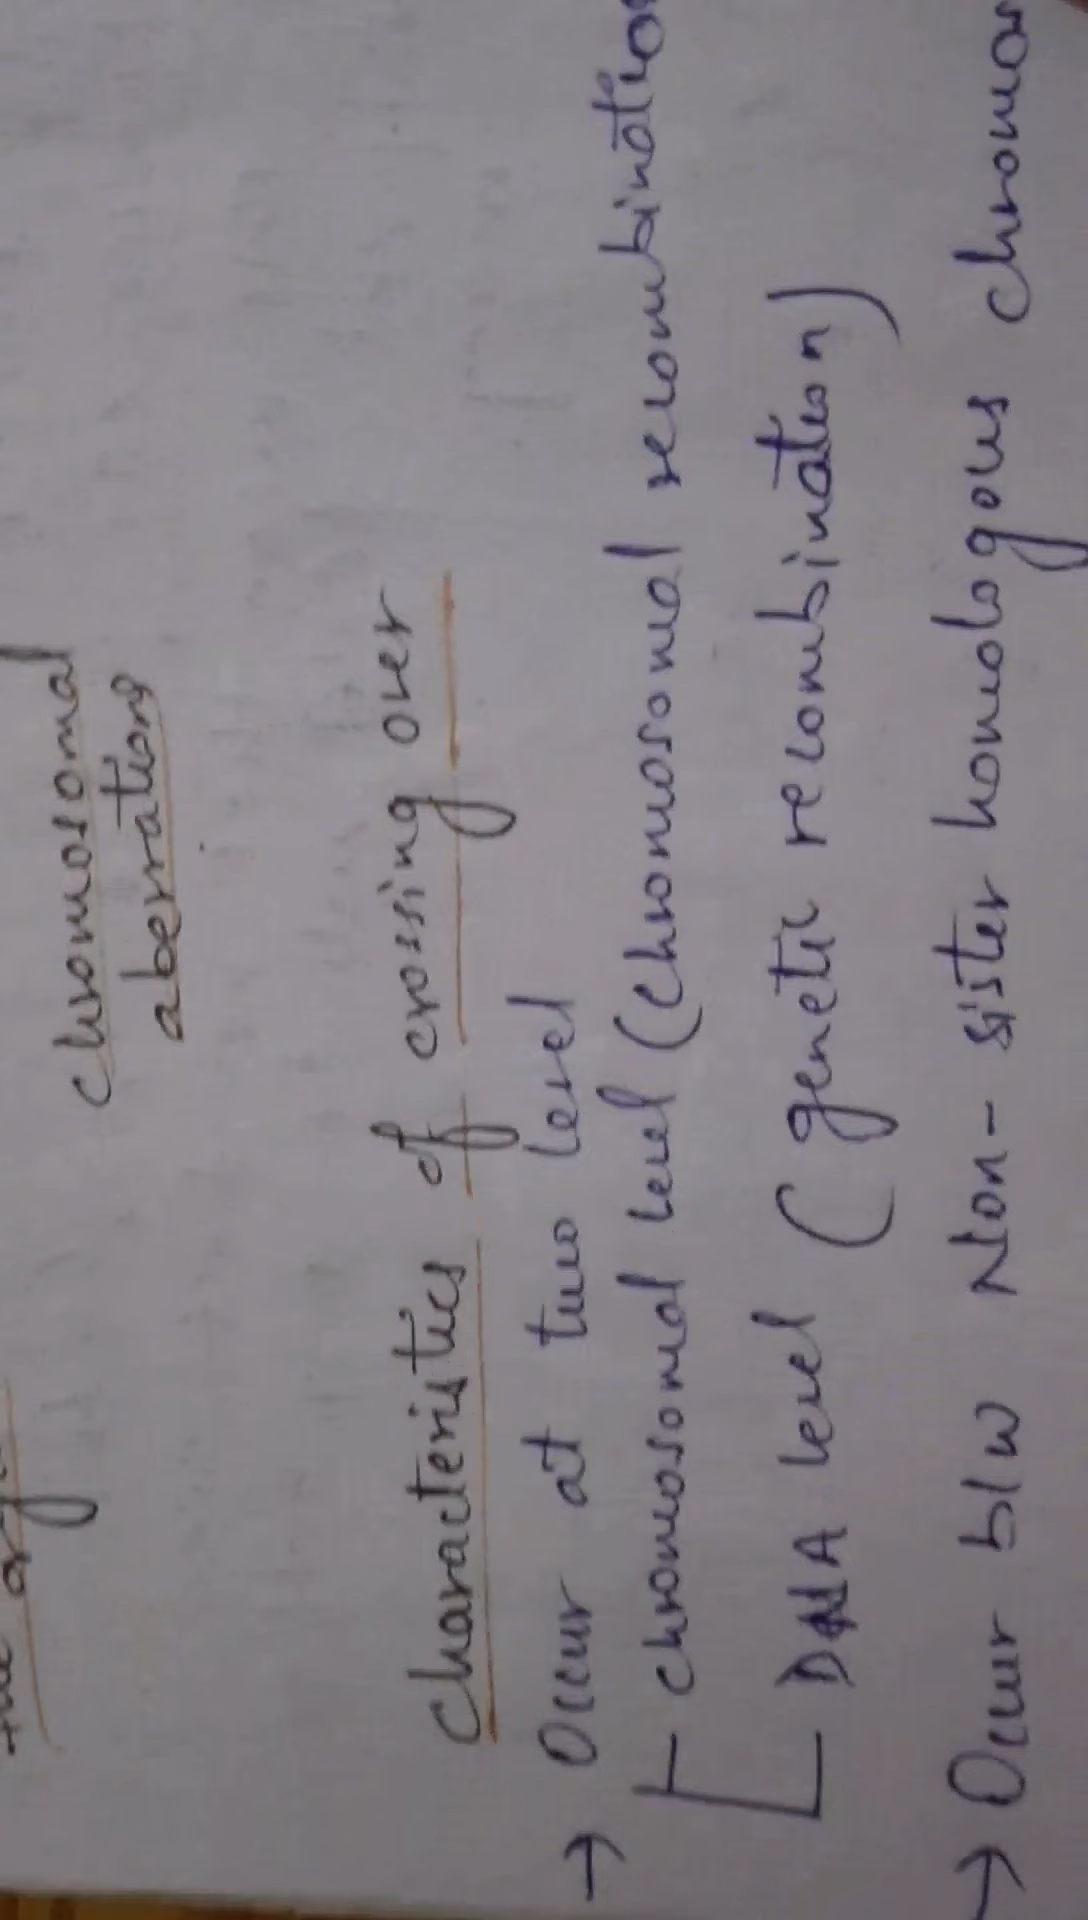 chromosomal
aberrations
characteristics of crossing over
→ Occur at two level
chromosomal level (chromosomal recombination
DNA level (genetic recombination)
→ Occur b/w Non-sister homologous